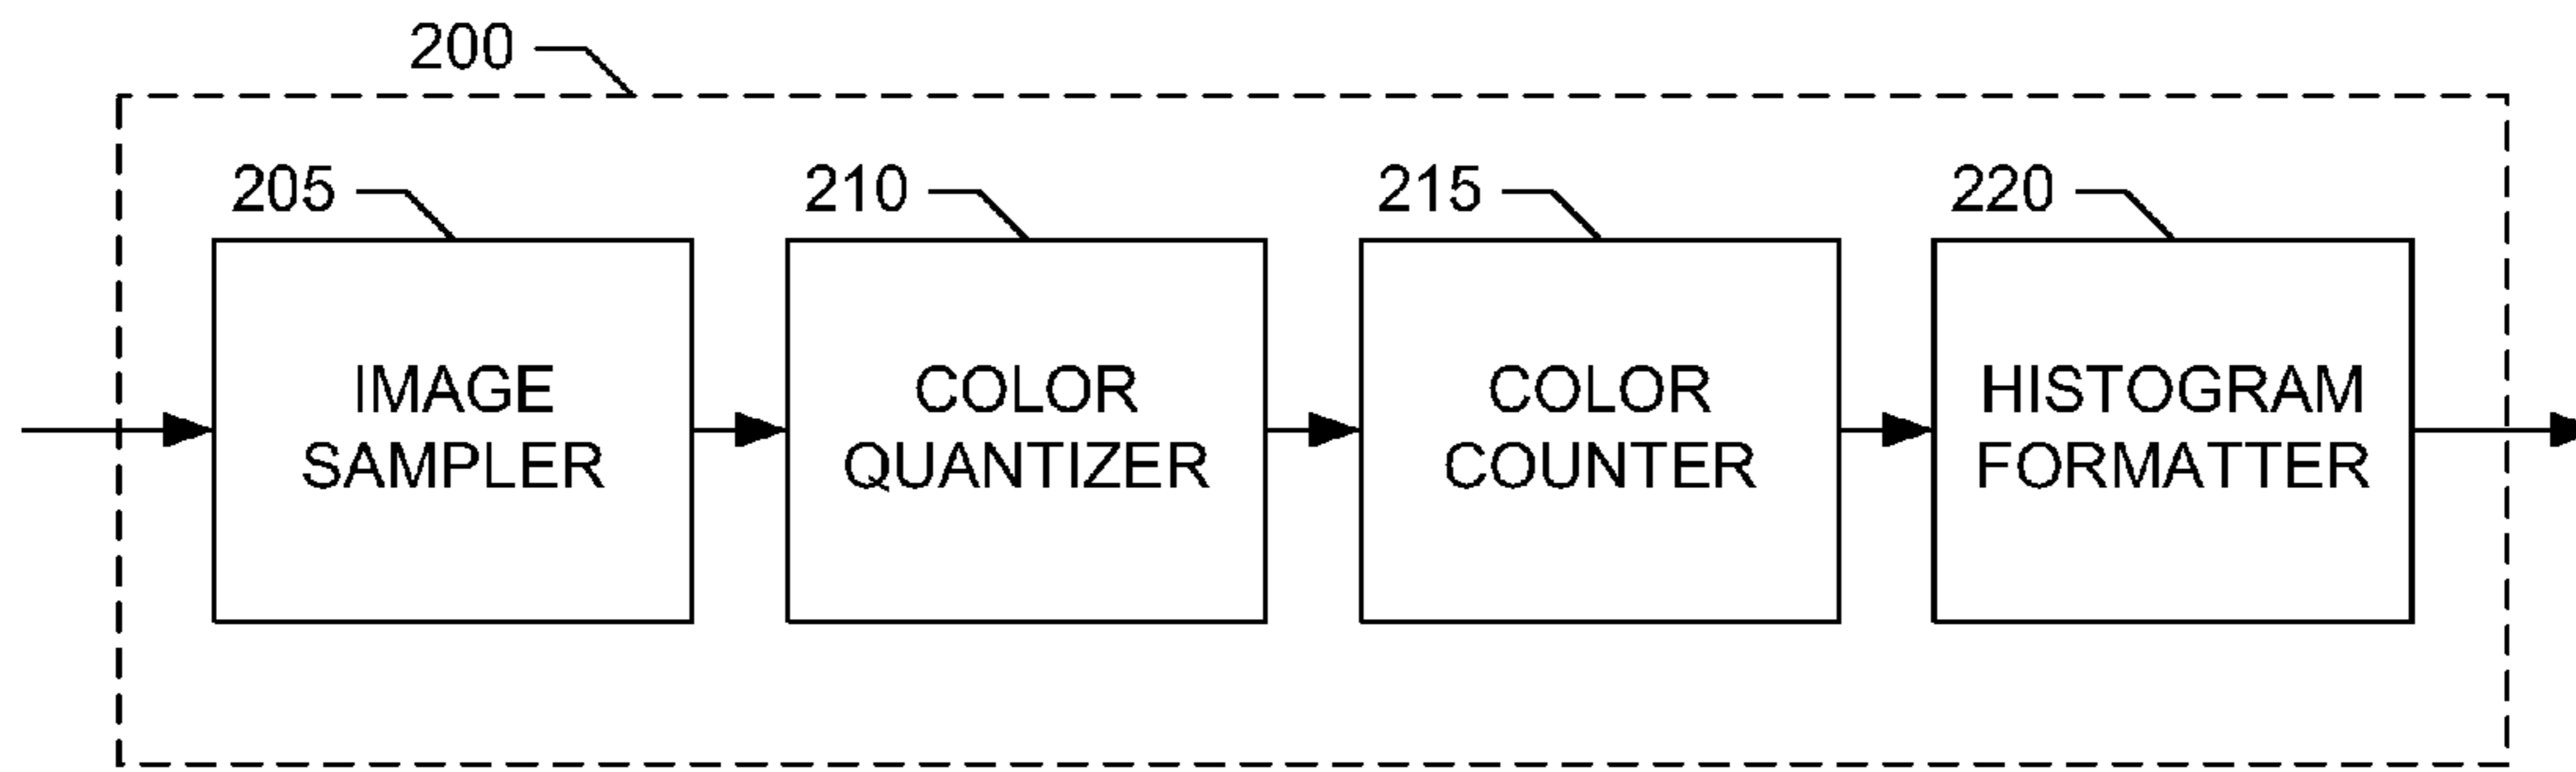 200
205
210
215
220
IMAGE
SAMPLER
COLOR
QUANTIZER
COLOR
COUNTER
HISTOGRAM
FORMATTER